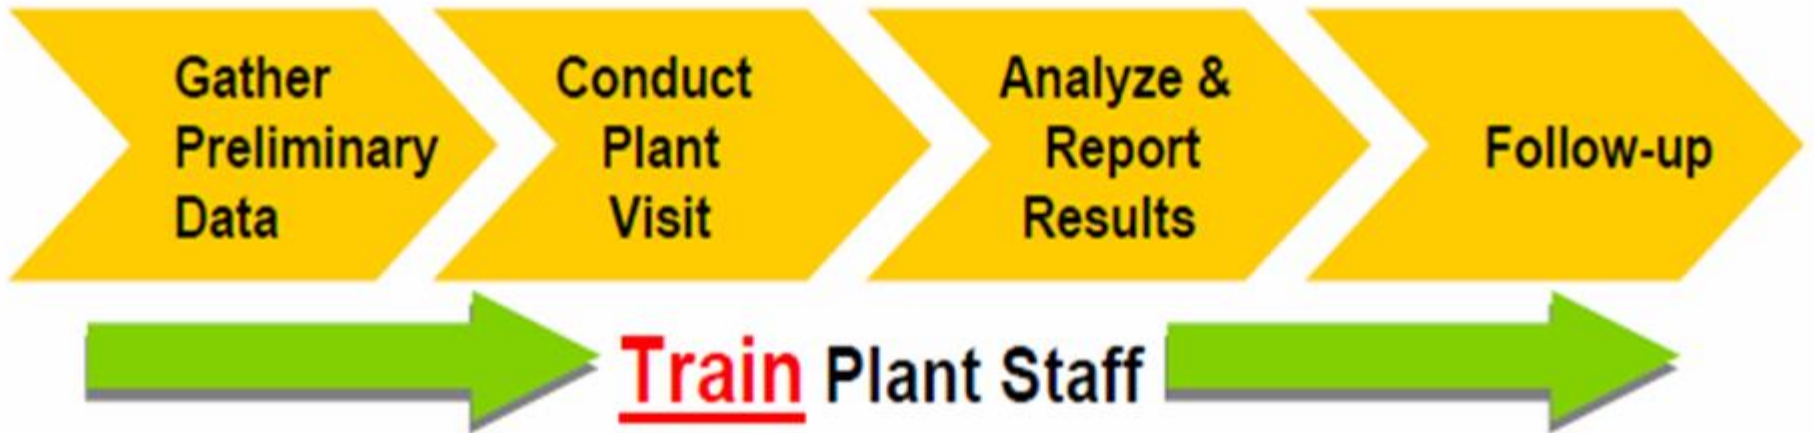 Gather
Preliminary
Data
Conduct
Plant
Visit
Analyze &
Report
Results
Follow-up
Train Plant Staff